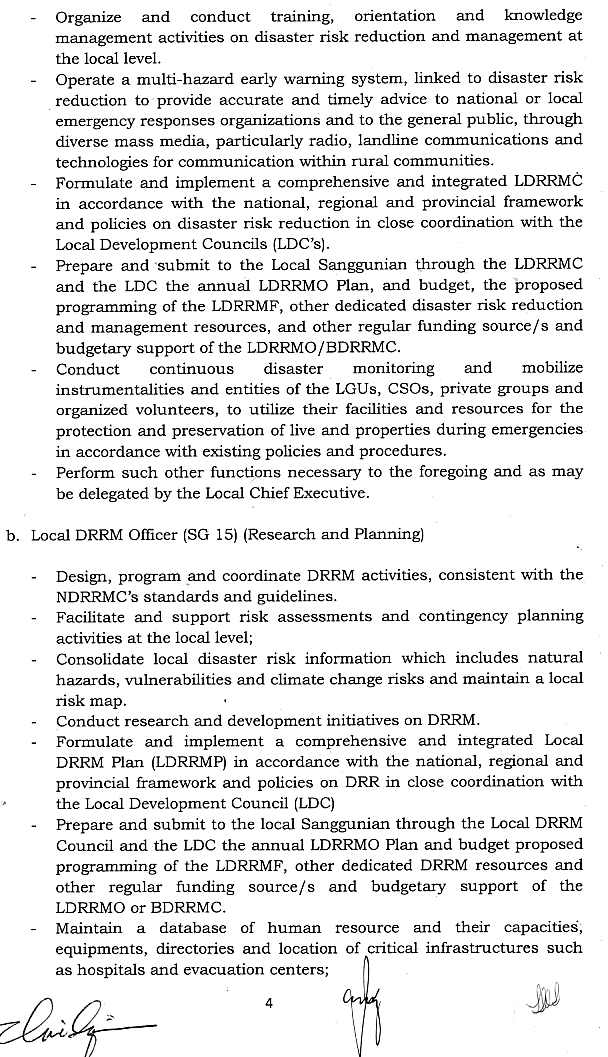 - Organize and conduct training, orientation and knowledge
management activities on disaster risk reduction and management at
the local level.
- Operate a multi-hazard early warning system, linked to disaster risk
reduction to provide accurate and timely advice to national or local
emergency responses organizations and to the general public, through
diverse mass media, particularly radio, landline communications and
technologies for communication within rural communities.
- Formulate and implement a comprehensive and integrated LDRRMC
in accordance with the national, regional and provincial framework
and policies on disaster risk reduction in close coordination with the
Local Development Councils (LDC's).
- Prepare and submit to the Local Sanggunian through the LDRRMC
and the LDC the annual LDRRMO Plan, and budget, the proposed
programming of the LDRRMF, other dedicated disaster risk reduction
and management resources, and other regular funding source/s and
budgetary support of the LDRRMO/BDRRMC.
- Conduct continuous disaster monitoring and mobilize
instrumentalities and entities of the LGUs, CSOs, private groups and
organized volunteers, to utilize their facilities and resources for the
protection and preservation of live and properties during emergencies
in accordance with existing policies and procedures.
- Perform such other functions necessary to the foregoing and as may
be delegated by the Local Chief Executive.
b. Local DRRM Officer (SG 15) (Research and Planning)
- Design, program and coordinate DRRM activities, consistent with the
NDRRMC's standards and guidelines.
- Facilitate and support risk assessments and contingency planning
activities at the local level;
- Consolidate local disaster risk information which includes natural
hazards, vulnerabilities and climate change risks and maintain a local
risk map.
- Conduct research and development initiatives on DRRM.
- Formulate and implement a comprehensive and integrated Local
DRRM Plan (LDRRMP) in accordance with the national, regional and
provincial framework and policies on DRR in close coordination with
the Local Development Council (LDC)
- Prepare and submit to the local Sanggunian through the Local DRRM
Council and the LDC the annual LDRRMO Plan and budget proposed
programming of the LDRRMF, other dedicated DRRM resources and
other regular funding source/s and budgetary support of the
LDRRMO or BDRRMC.
- Maintain a database of human resource and their capacities,
equipments, directories and location of critical infrastructures such
as hospitals and evacuation centers;
4